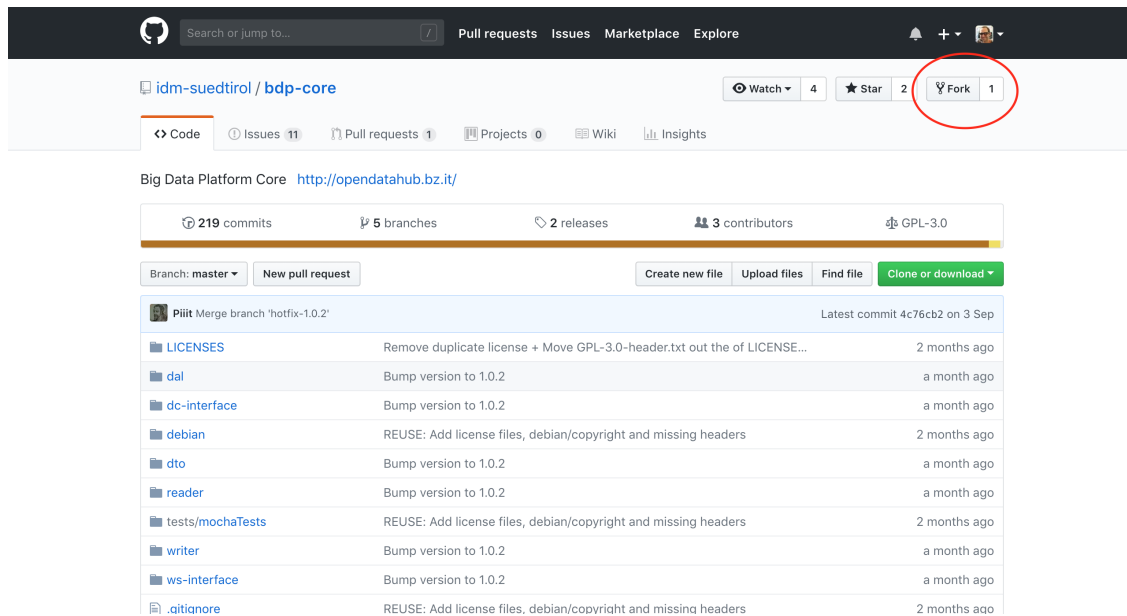 Search or jump to... / Pull requests Issues Marketplace Explore
idm-suedtirol / bdp-core Watch 4 Star 2 Fork 1
<> Code Issues 11 Pull requests 1 Projects 0 Wiki Insights
Big Data Platform Core http://opendatahub.bz.it/
219 commits 5 branches 2 releases 3 contributors GPL-3.0
Branch: master New pull request Create new file Upload files Find file Clone or download
Piiit Merge branch 'hotfix-1.0.2' Latest commit 4c76cb2 on 3 Sep
LICENSES Remove duplicate license + Move GPL-3.0-header.txt out the of LICENSE... 2 months ago
dal Bump version to 1.0.2 a month ago
dc-interface Bump version to 1.0.2 a month ago
debian REUSE: Add license files, debian/copyright and missing headers 2 months ago
dto Bump version to 1.0.2 a month ago
reader Bump version to 1.0.2 a month ago
tests/mochaTests REUSE: Add license files, debian/copyright and missing headers 2 months ago
writer Bump version to 1.0.2 a month ago
ws-interface Bump version to 1.0.2 a month ago
.gitignore REUSE: Add license files, debian/copyright and missing headers 2 months ago